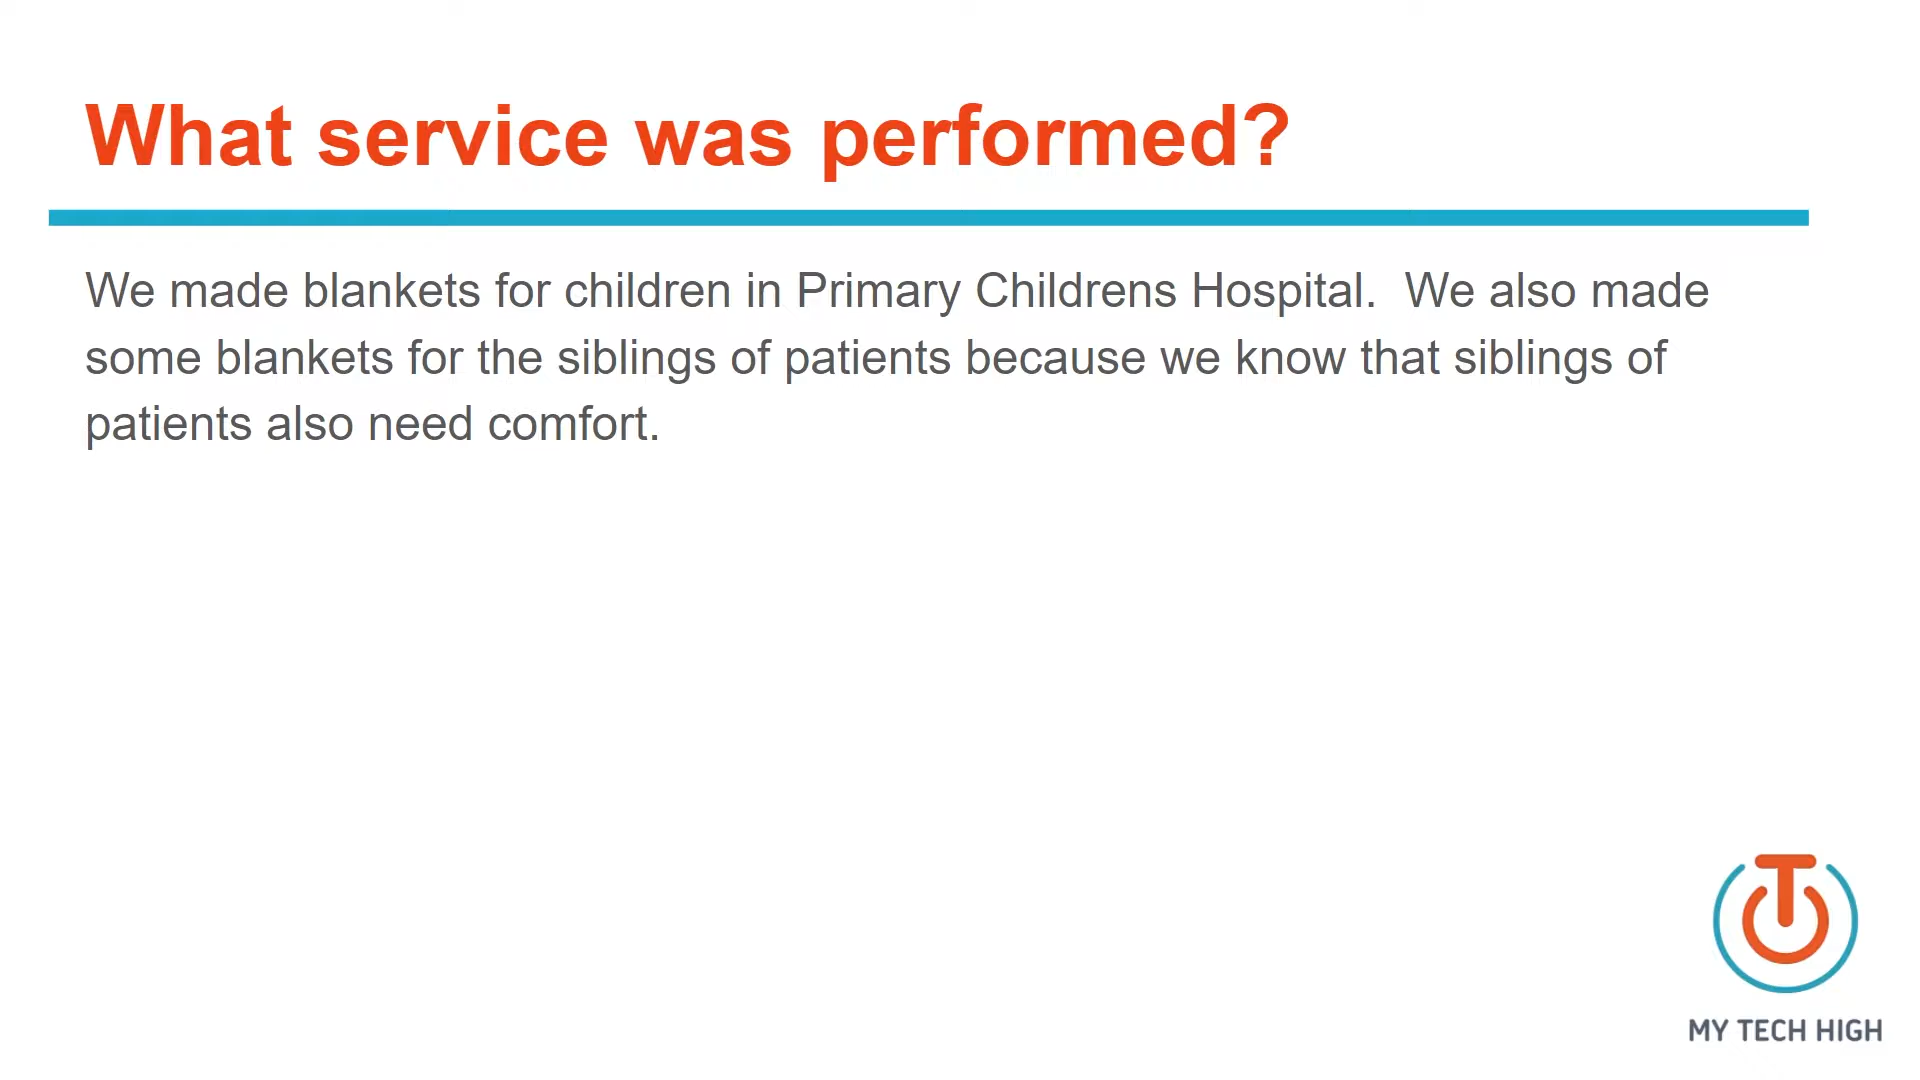 What service was performed?
We made blankets for children in Primary Childrens Hospital.  We also made
some blankets for the siblings of patients because we know that siblings of
patients also need comfort.
MY TECH HIGH